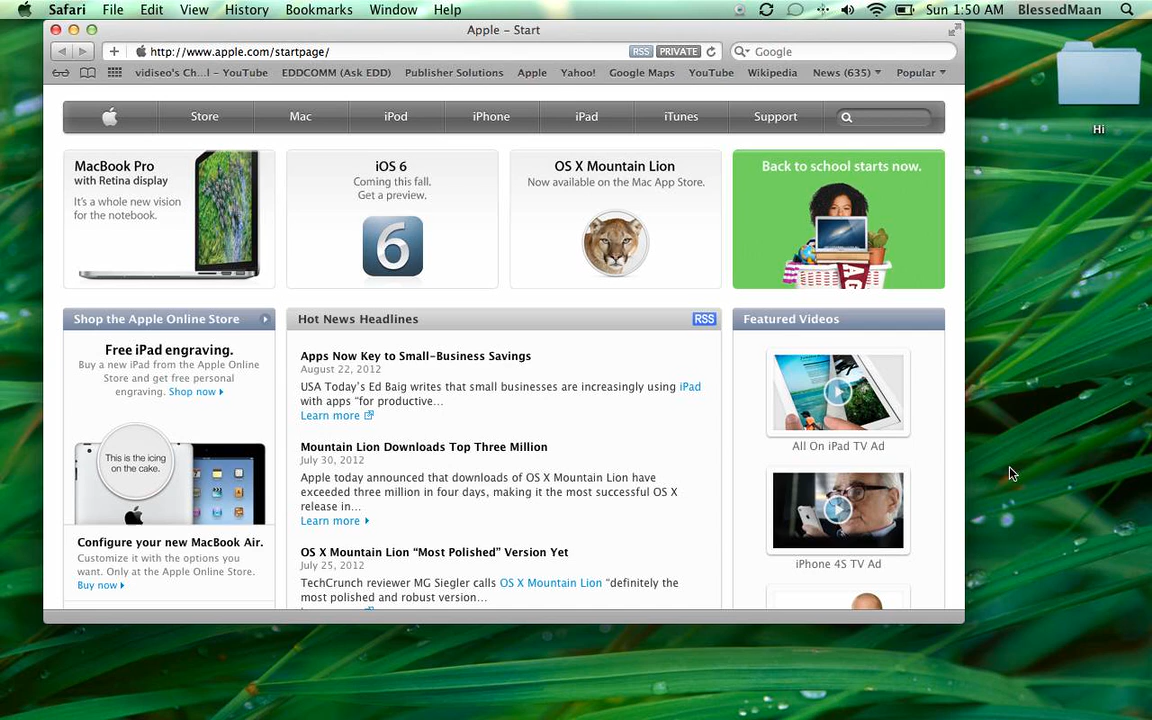 Safari File Edit View History Bookmarks Window Help Sun 1:50 AM BlessedMaan
Apple – Start
http://www.apple.com/startpage/ RSS PRIVATE Google
vidiseo's Ch...l – YouTube EDDCOMM (Ask EDD) Publisher Solutions Apple Yahoo! Google Maps YouTube Wikipedia News (635) Popular
Hi
Store Mac iPod iPhone iPad iTunes Support
MacBook Pro
with Retina display
It's a whole new vision
for the notebook.
iOS 6
Coming this fall.
Get a preview.
6
OS X Mountain Lion
Now available on the Mac App Store.
Back to school starts now.
Shop the Apple Online Store
Free iPad engraving.
Buy a new iPad from the Apple Online
Store and get free personal
engraving. Shop now
This is the icing
on the cake.
Configure your new MacBook Air.
Customize it with the options you
want. Only at the Apple Online Store.
Buy now
Hot News Headlines RSS
Apps Now Key to Small–Business Savings
August 22, 2012
USA Today's Ed Baig writes that small businesses are increasingly using iPad
with apps “for productive...
Learn more
Mountain Lion Downloads Top Three Million
July 30, 2012
Apple today announced that downloads of OS X Mountain Lion have
exceeded three million in four days, making it the most successful OS X
release in...
Learn more
OS X Mountain Lion “Most Polished” Version Yet
July 25, 2012
TechCrunch reviewer MG Siegler calls OS X Mountain Lion “definitely the
most polished and robust version...
Featured Videos
All On iPad TV Ad
iPhone 4S TV Ad